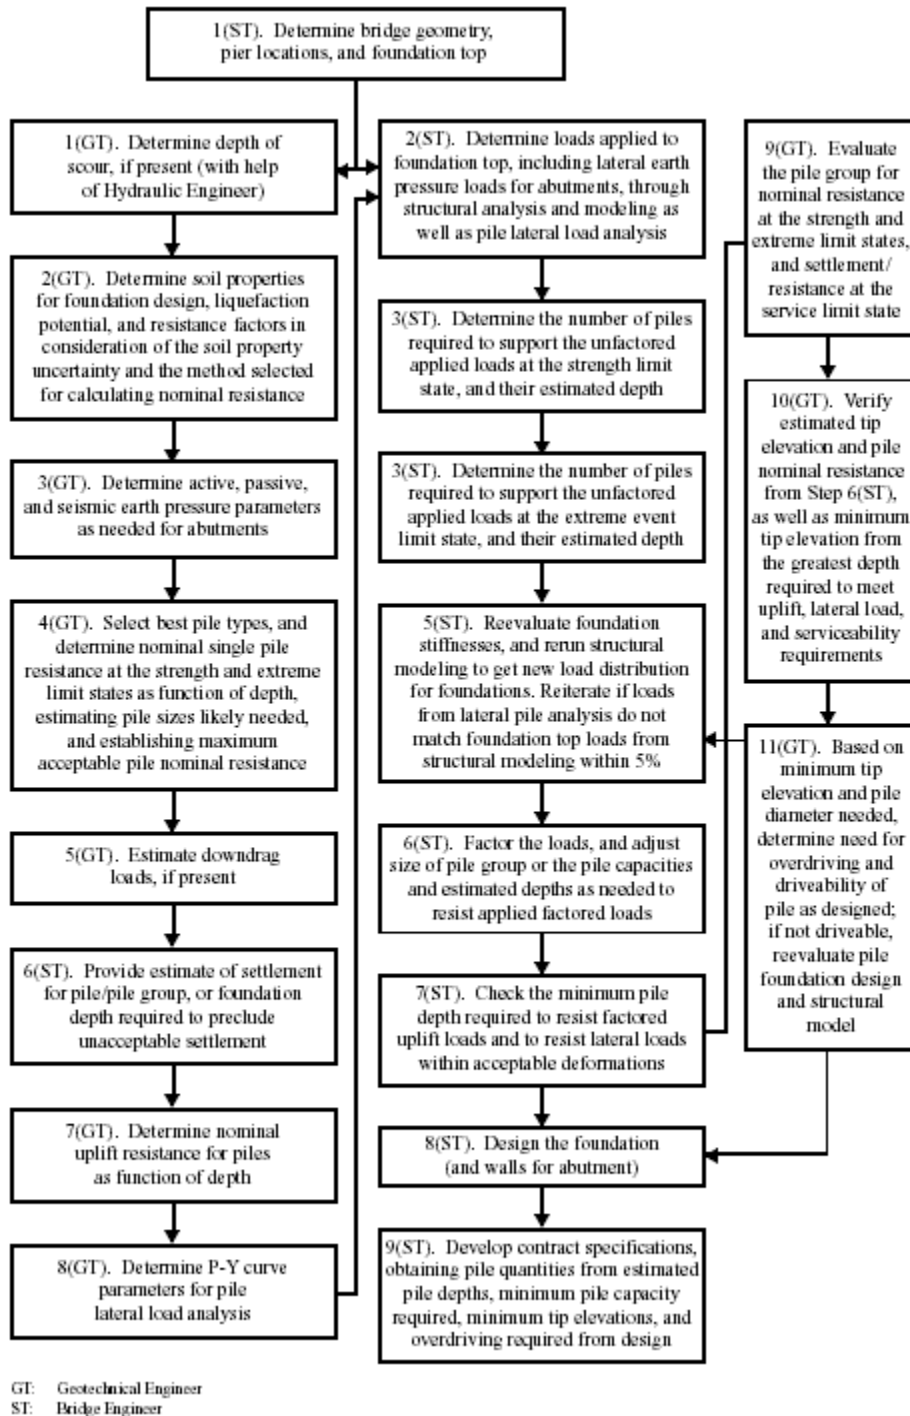 1(ST). Determine bridge geometry,
pier locations, and foundation top
1(GT). Determine depth of
scour, if present (with help
of Hydraulic Engineer)
2(GT). Determine soil properties
for foundation design, liquefaction
potential, and resistance factors in
consideration of the soil property
uncertainty and the method selected
for calculating nominal resistance
3(GT). Determine active, passive,
and seismic earth pressure parameters
as needed for abutments
4(GT). Select best pile types, and
determine nominal single pile
resistance at the strength and extreme
limit states as function of depth,
estimating pile sizes likely needed,
and establishing maximum
acceptable pile nominal resistance
5(GT). Estimate downdrag
loads, if present
6(ST). Provide estimate of settlement
for pile/pile group, or foundation
depth required to preclude
unacceptable settlement
7(GT). Determine nominal
uplift resistance for piles
as function of depth
8(GT). Determine P-Y curve
parameters for pile
lateral load analysis
2(ST). Determine loads applied to
foundation top, including lateral earth
pressure loads for abutments, through
structural analysis and modeling as
well as pile lateral load analysis
3(ST). Determine the number of piles
required to support the unfactored
applied loads at the strength limit
state, and their estimated depth
3(ST). Determine the number of piles
required to support the unfactored
applied loads at the extreme event
limit state, and their estimated depth
5(ST). Reevaluate foundation
stiffnesses, and rerun structural
modeling to get new load distribution
for foundations. Reiterate if loads
from lateral pile analysis do not
match foundation top loads from
structural modeling within 5%
6(ST). Factor the loads, and adjust
size of pile group or the pile capacities
and estimated depths as needed to
resist applied factored loads
7(ST). Check the minimum pile
depth required to resist factored
uplift loads and to resist lateral loads
within acceptable deformations
8(ST). Design the foundation
(and walls for abutment)
9(ST). Develop contract specifications,
obtaining pile quantities from estimated
pile depths, minimum pile capacity
required, minimum tip elevations, and
overdriving required from design
9(GT). Evaluate
the pile group for
nominal resistance
at the strength and
extreme limit states,
and settlement/
resistance at the
service limit state
10(GT). Verify
estimated tip
elevation and pile
nominal resistance
from Step 6(ST),
as well as minimum
tip elevation from
the greatest depth
required to meet
uplift, lateral load,
and serviceability
requirements
11(GT). Based on
minimum tip
elevation and pile
diameter needed,
determine need for
overdriving and
driveability of
pile as designed;
if not driveable,
reevaluate pile
foundation design
and structural
model
GT: Geotechnical Engineer
ST: Bridge Engineer